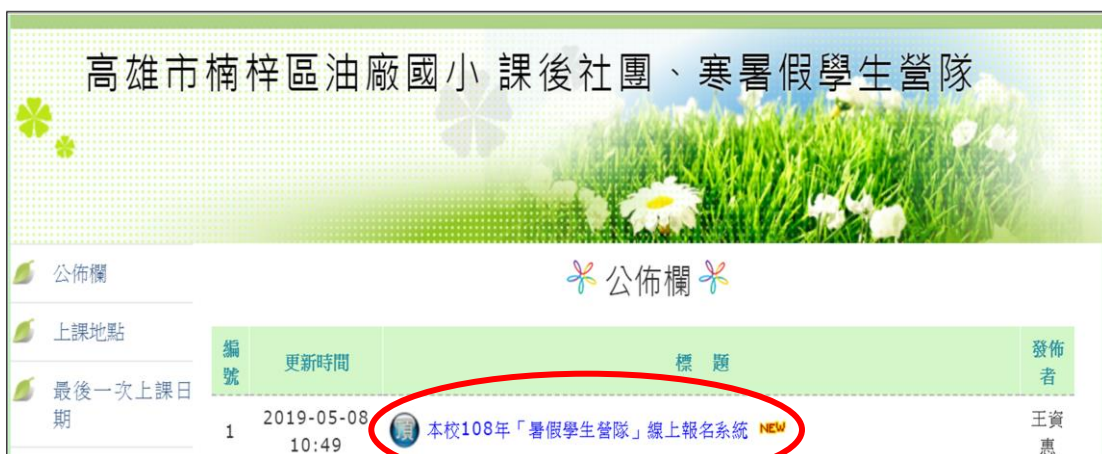 高雄市楠梓區油廠國小 課後社團、寒暑假學生營隊
公佈欄
上課地點
最後一次上課日
期
公佈欄
編
號
更新時間
標 題
發佈
者
1
2019-05-08
10:49
頂
本校108年「暑假學生營隊」線上報名系統 NEW
王資
惠